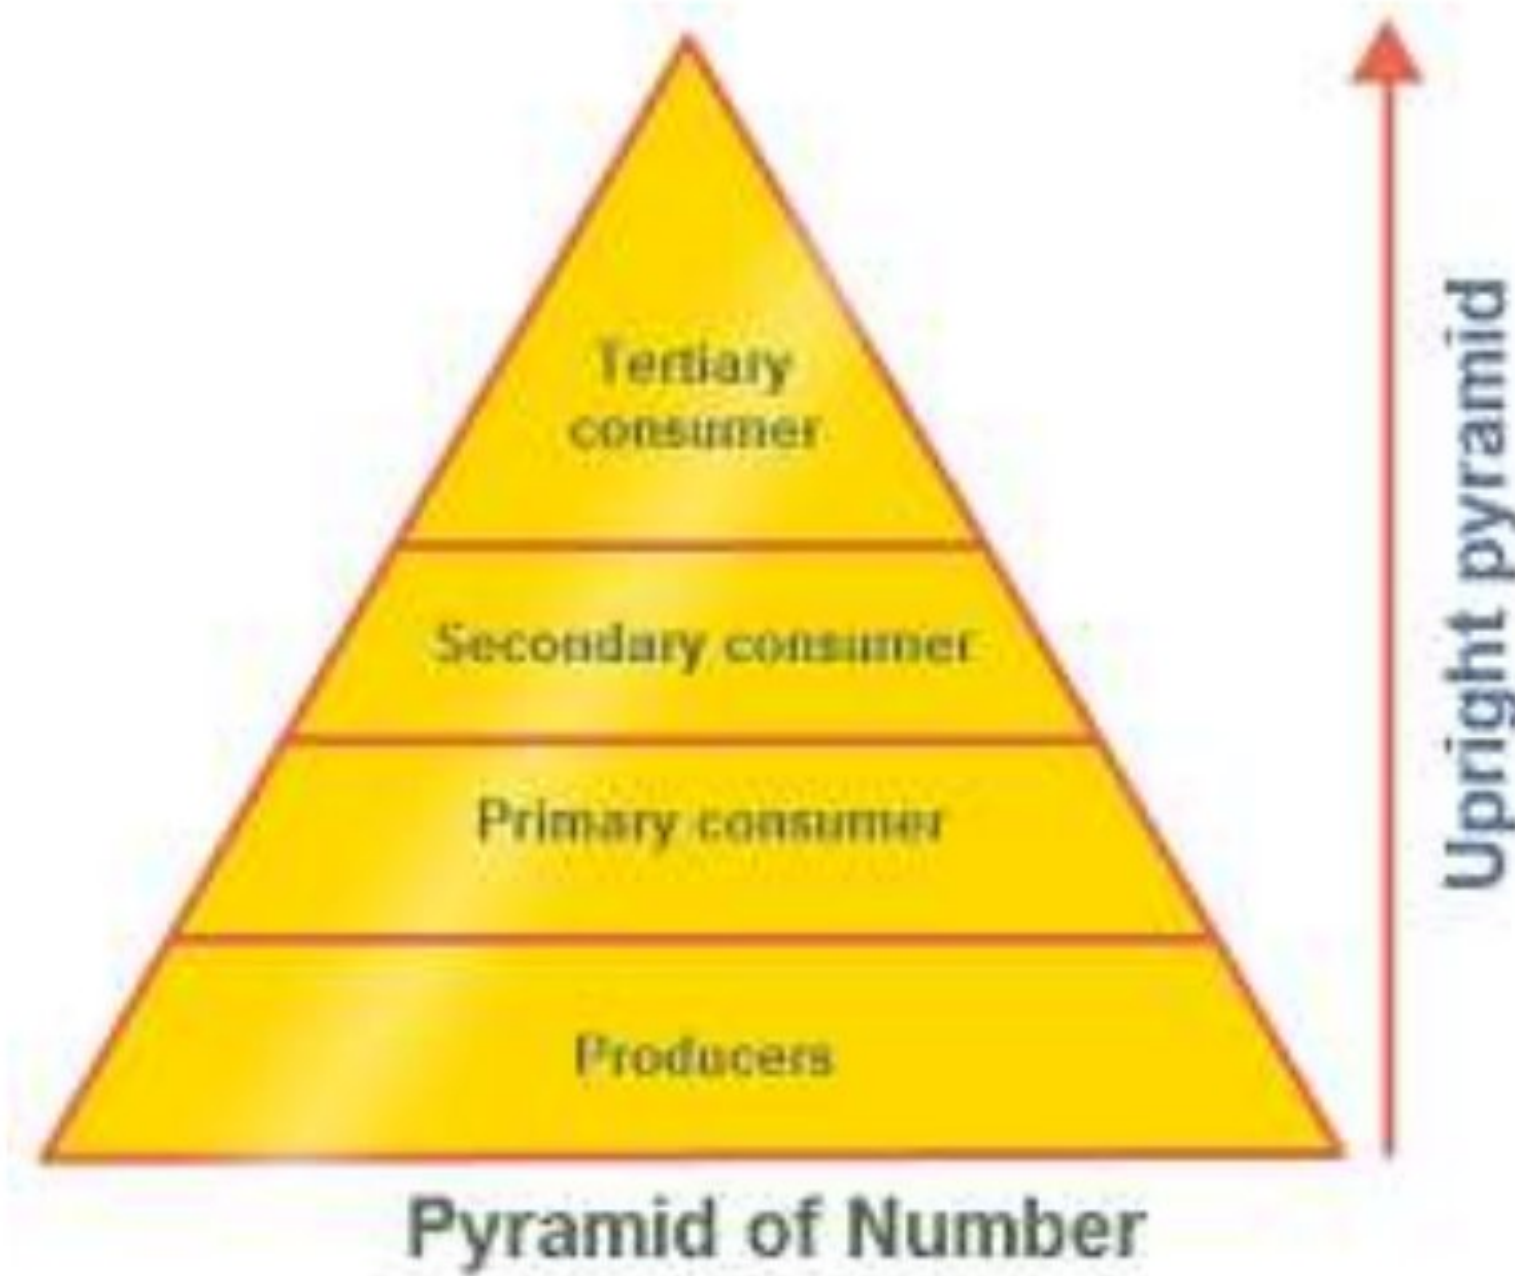 Tertiary
consumer
Secondary consumer
Primary consumer
Producers
Pyramid of Number
Upright pyramid